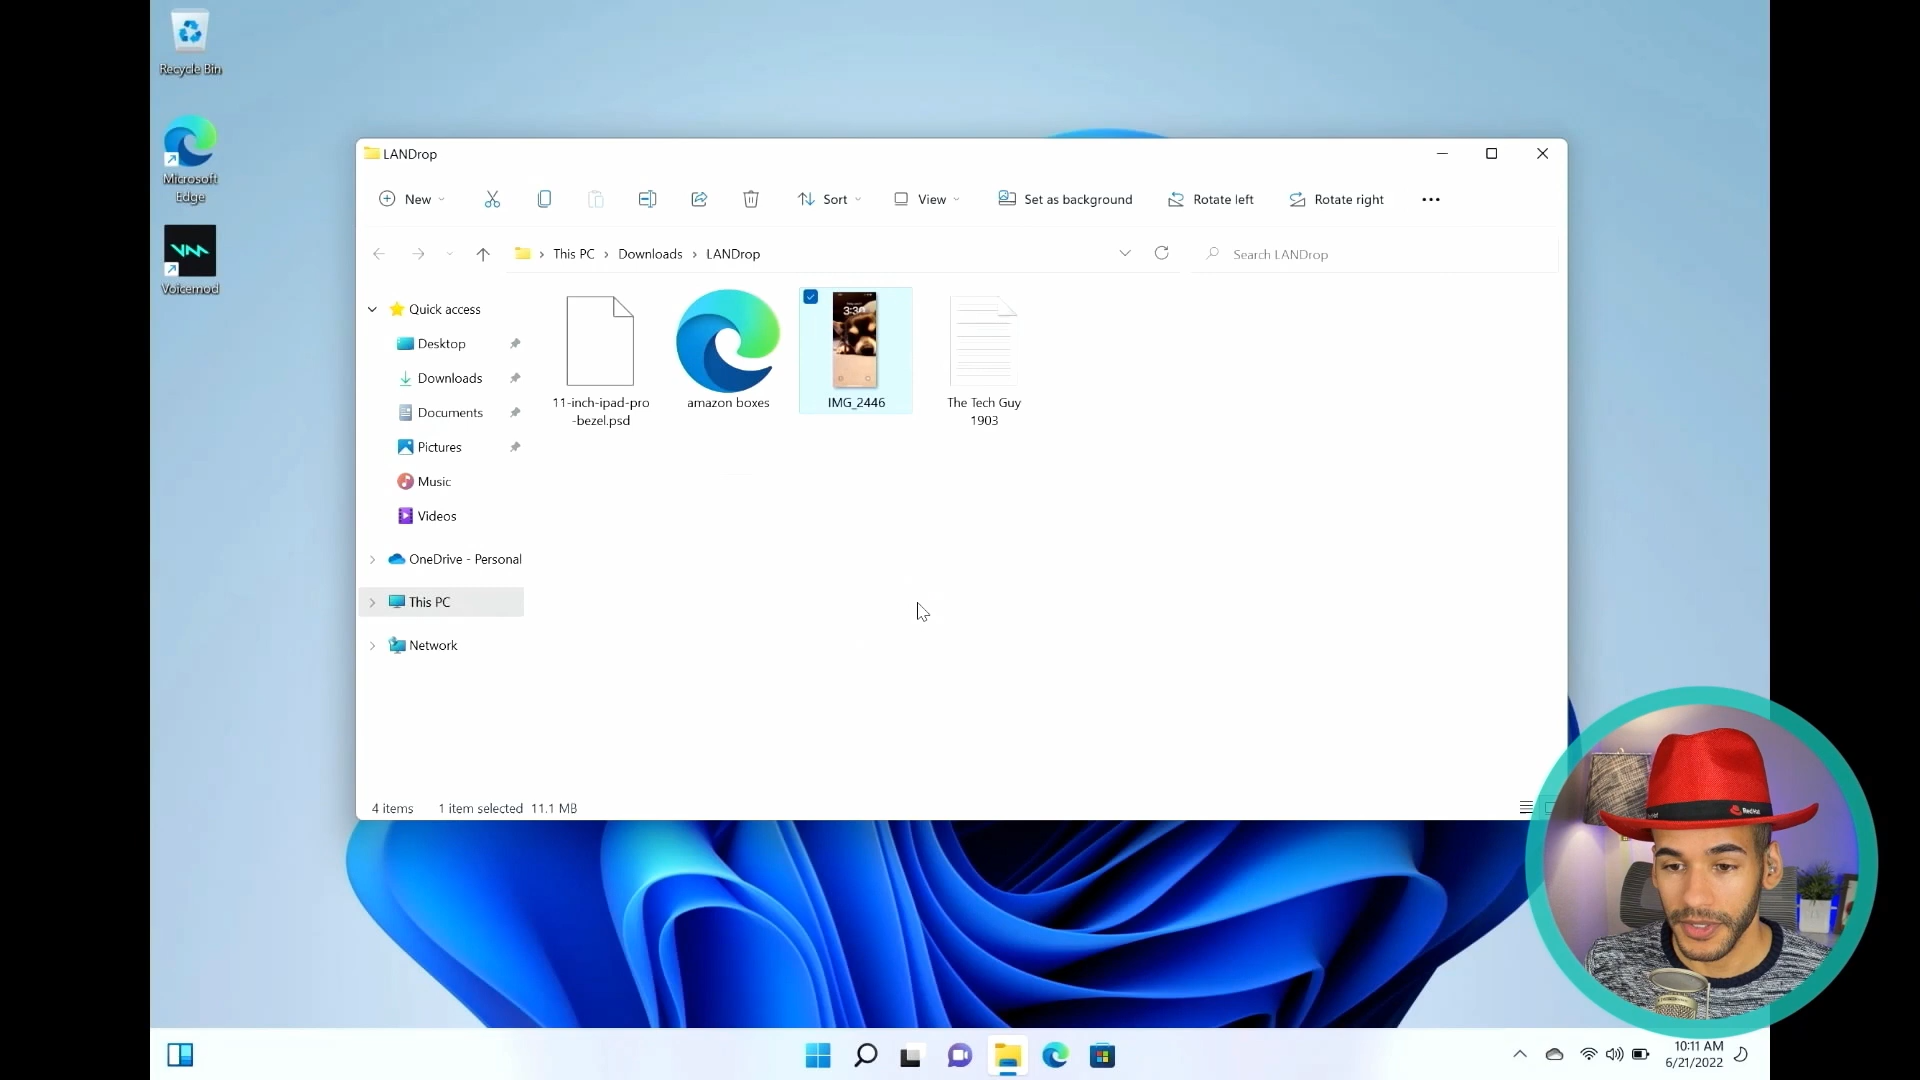 Recycle Bin
Microsoft
Edge
Voicemod
LANDrop
New
Sort
View
Set as background
Rotate left
Rotate right
This PC
Downloads
LANDrop
Search LANDrop
Quick access
Desktop
Downloads
Documents
Pictures
Music
Videos
OneDrive - Personal
This PC
Network
11-inch-ipad-pro
-bezel.psd
amazon boxes
3:30
IMG_2446
The Tech Guy
1903
4 items
1 item selected 11.1 MB
RedHat
10:11 AM
6/21/2022